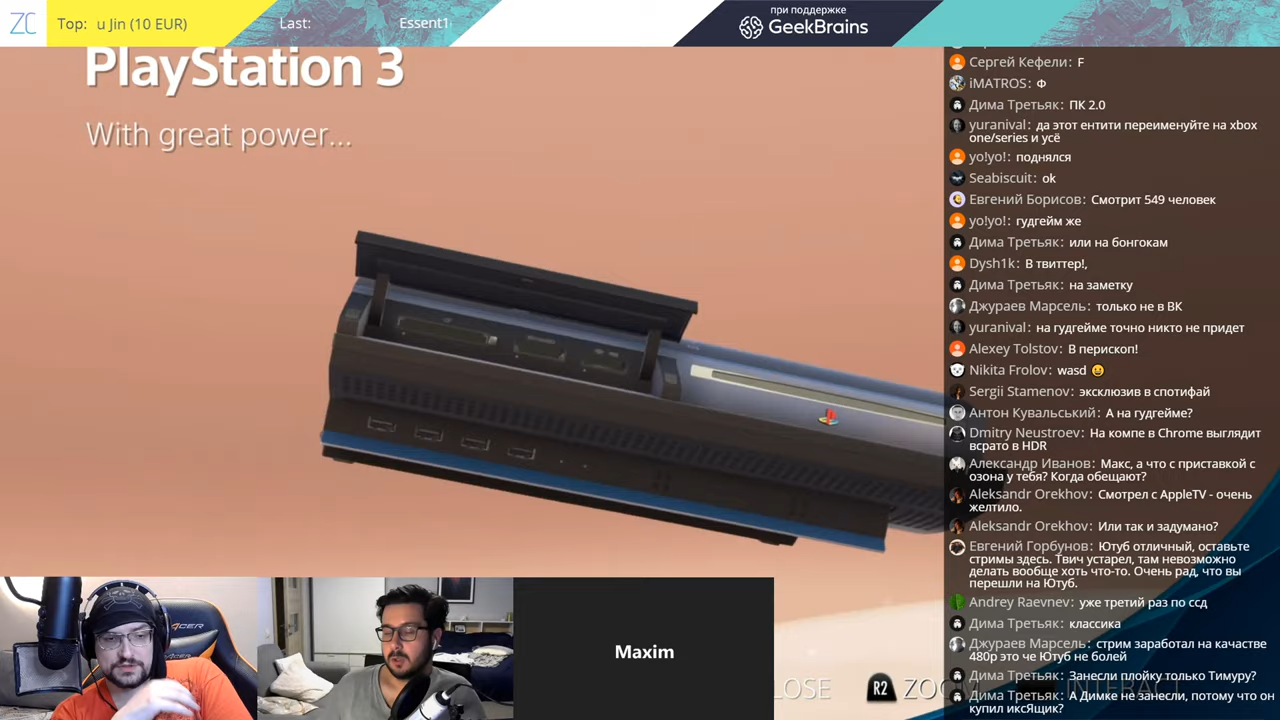 ZC
Top: u Jin (10 EUR)
Last: Essent1
при поддержке
GeekBrains
PlayStation 3
With great power...
Сергей Кефели: F
iMATROS: Ф
Дима Третьяк: ПК 2.0
yuranival: да этот ентити переименуйте на xbox
one/series и усё
yo!yo!: поднялся
Seabiscuit: ok
Евгений Борисов: Смотрит 549 человек
yo!yo!: гудгейм же
Дима Третьяк: или на бонгокам
Dysh1k: В твиттер!,
Дима Третьяк: на заметку
Джураев Марсель: только не в ВК
yuranival: на гудгейме точно никто не придет
Alexey Tolstov: В перископ!
Nikita Frolov: wasd 😀
Sergii Stamenov: эксклюзив в спотифай
Антон Кувальський: А на гудгейме?
Dmitry Neustroev: На компе в Chrome выглядит
всрато в HDR
Александр Иванов: Макс, а что с приставкой с
озона у тебя? Когда обещают?
Aleksandr Orekhov: Смотрел с AppleTV - очень
желтило.
Aleksandr Orekhov: Или так и задумано?
Евгений Горбунов: Ютуб отличный, оставьте
стримы здесь. Твич устарел, там невозможно
делать вообще хоть что-то. Очень рад, что вы
перешли на Ютуб.
Andrey Raevnev: уже третий раз по ссд
Дима Третьяк: классика
Джураев Марсель: стрим заработал на качастве
480p это че Ютуб не болей
Дима Третьяк: Занесли плойку только Тимуру?
Дима Третьяк: А Димке не занесли, потому что он
купил иксЯщик?
ACER
Maxim
LOSE
R2